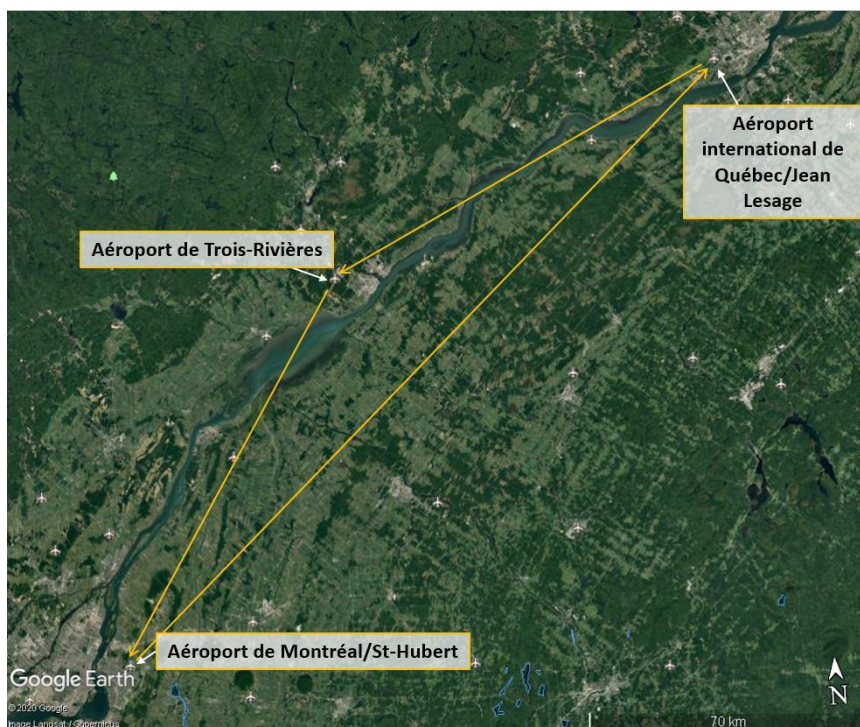 Aéroport
international de
Québec/Jean
Lesage
Aéroport de Trois-Rivières
Aéroport de Montréal/St-Hubert
Google Earth
©2020 Google
Image Landsat / Copernicus
70 km
N